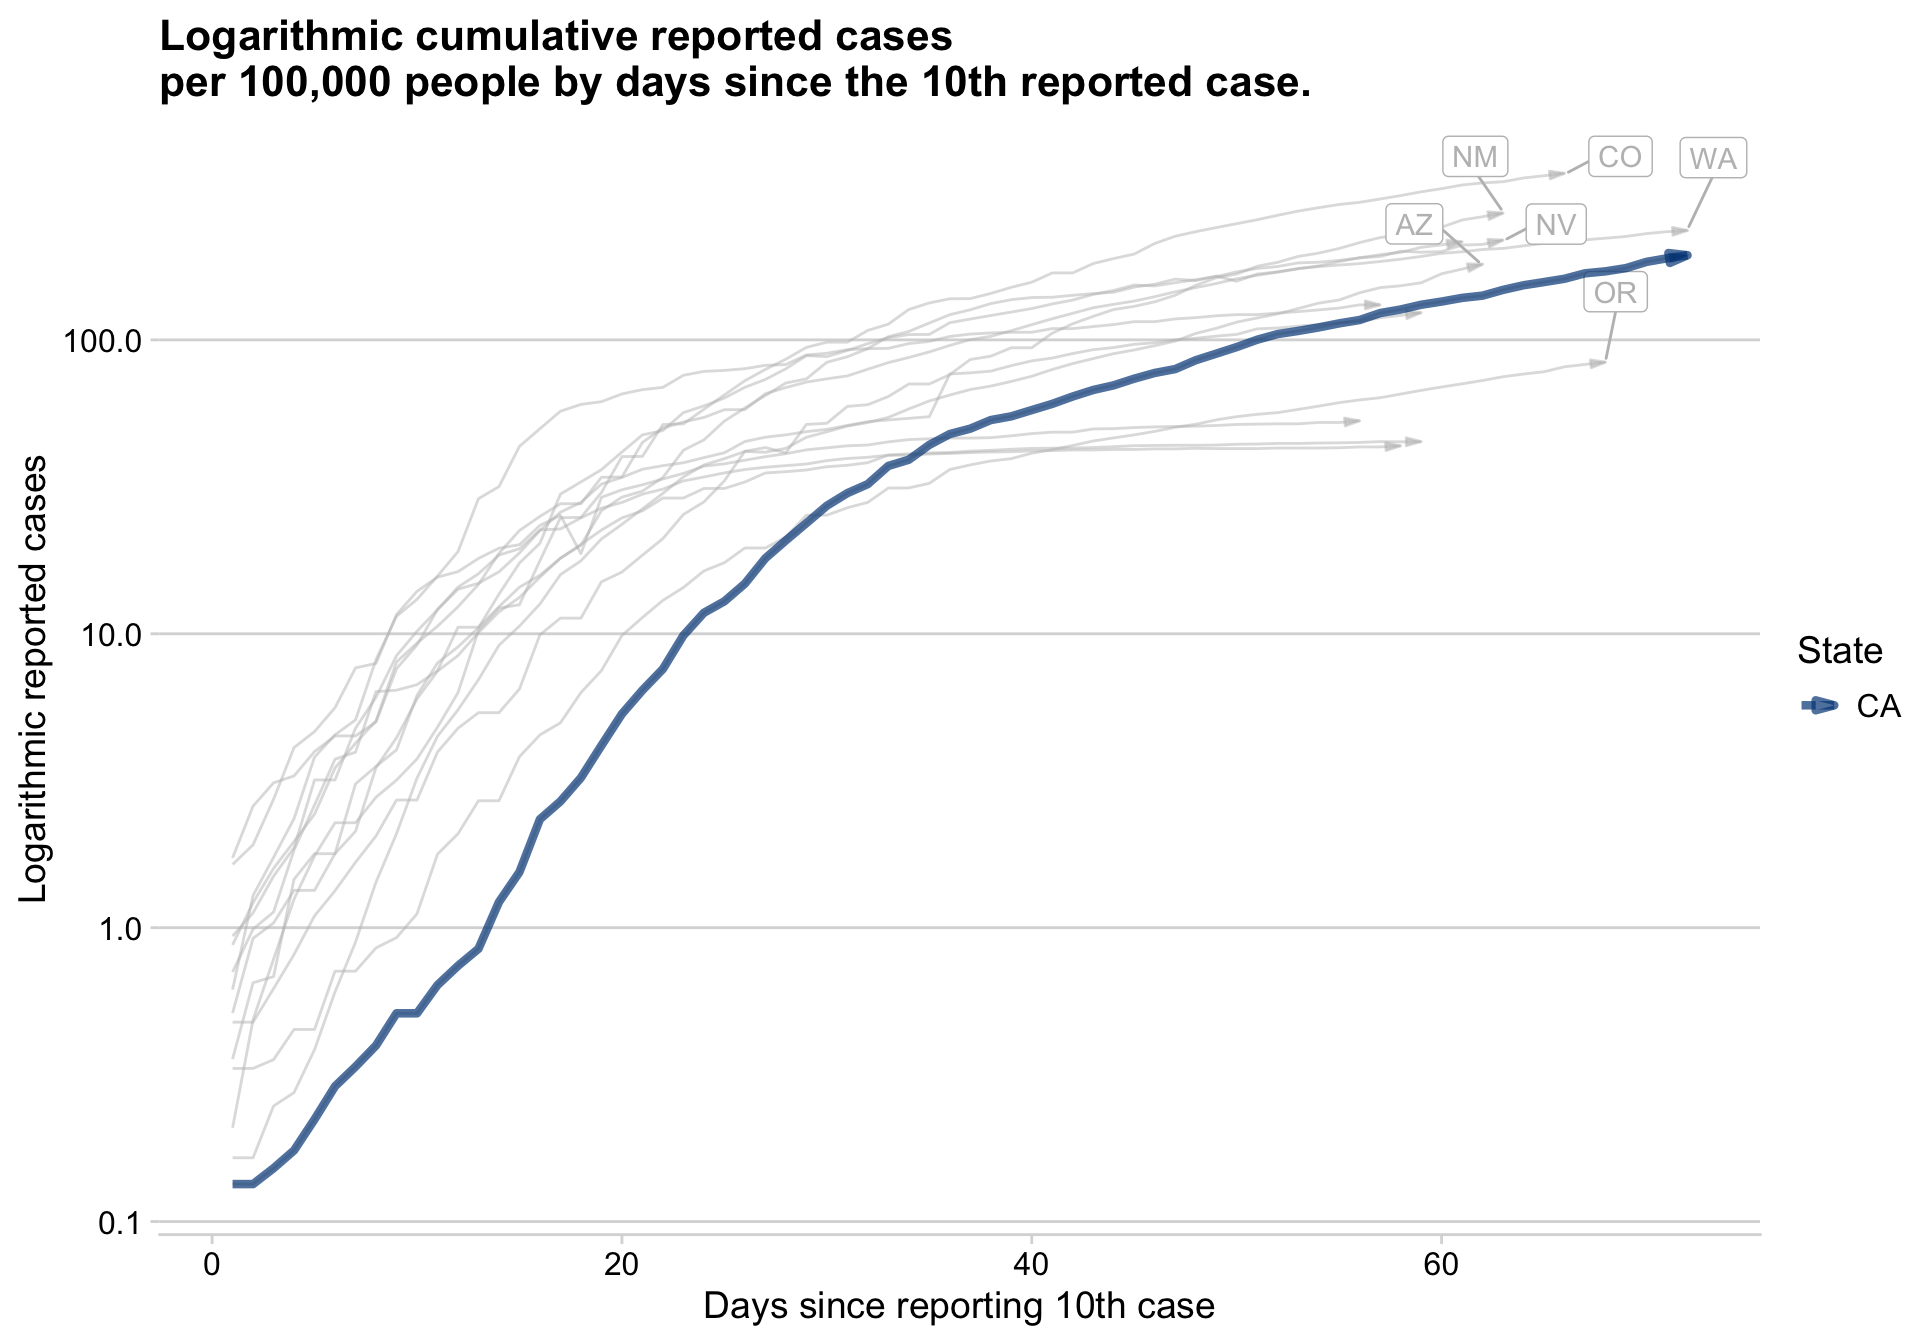 Logarithmic cumulative reported cases
per 100,000 people by days since the 10th reported case.
NM
CO
WA
AZ
NV
OR
100.0
10.0
1.0
0.1
Logarithmic reported cases
State
CA
0
20
40
60
Days since reporting 10th case